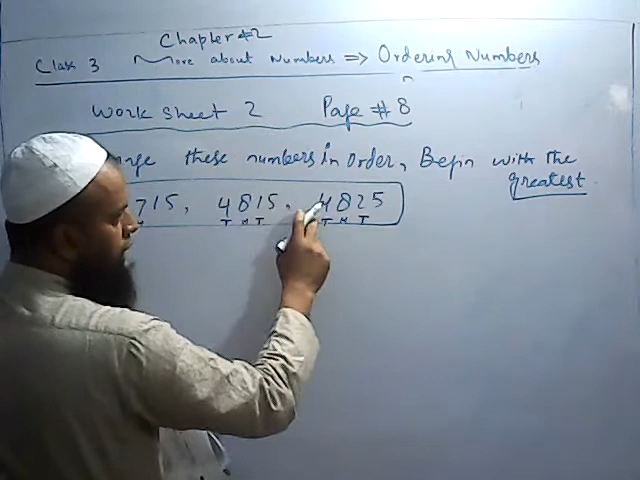 Chapter # 2
Class 3 More about Numbers => Ordering Numbers
Work Sheet 2 Page # 8
these numbers in order, Begin with the
greatest
715, 4815, 4825
T H T T H T